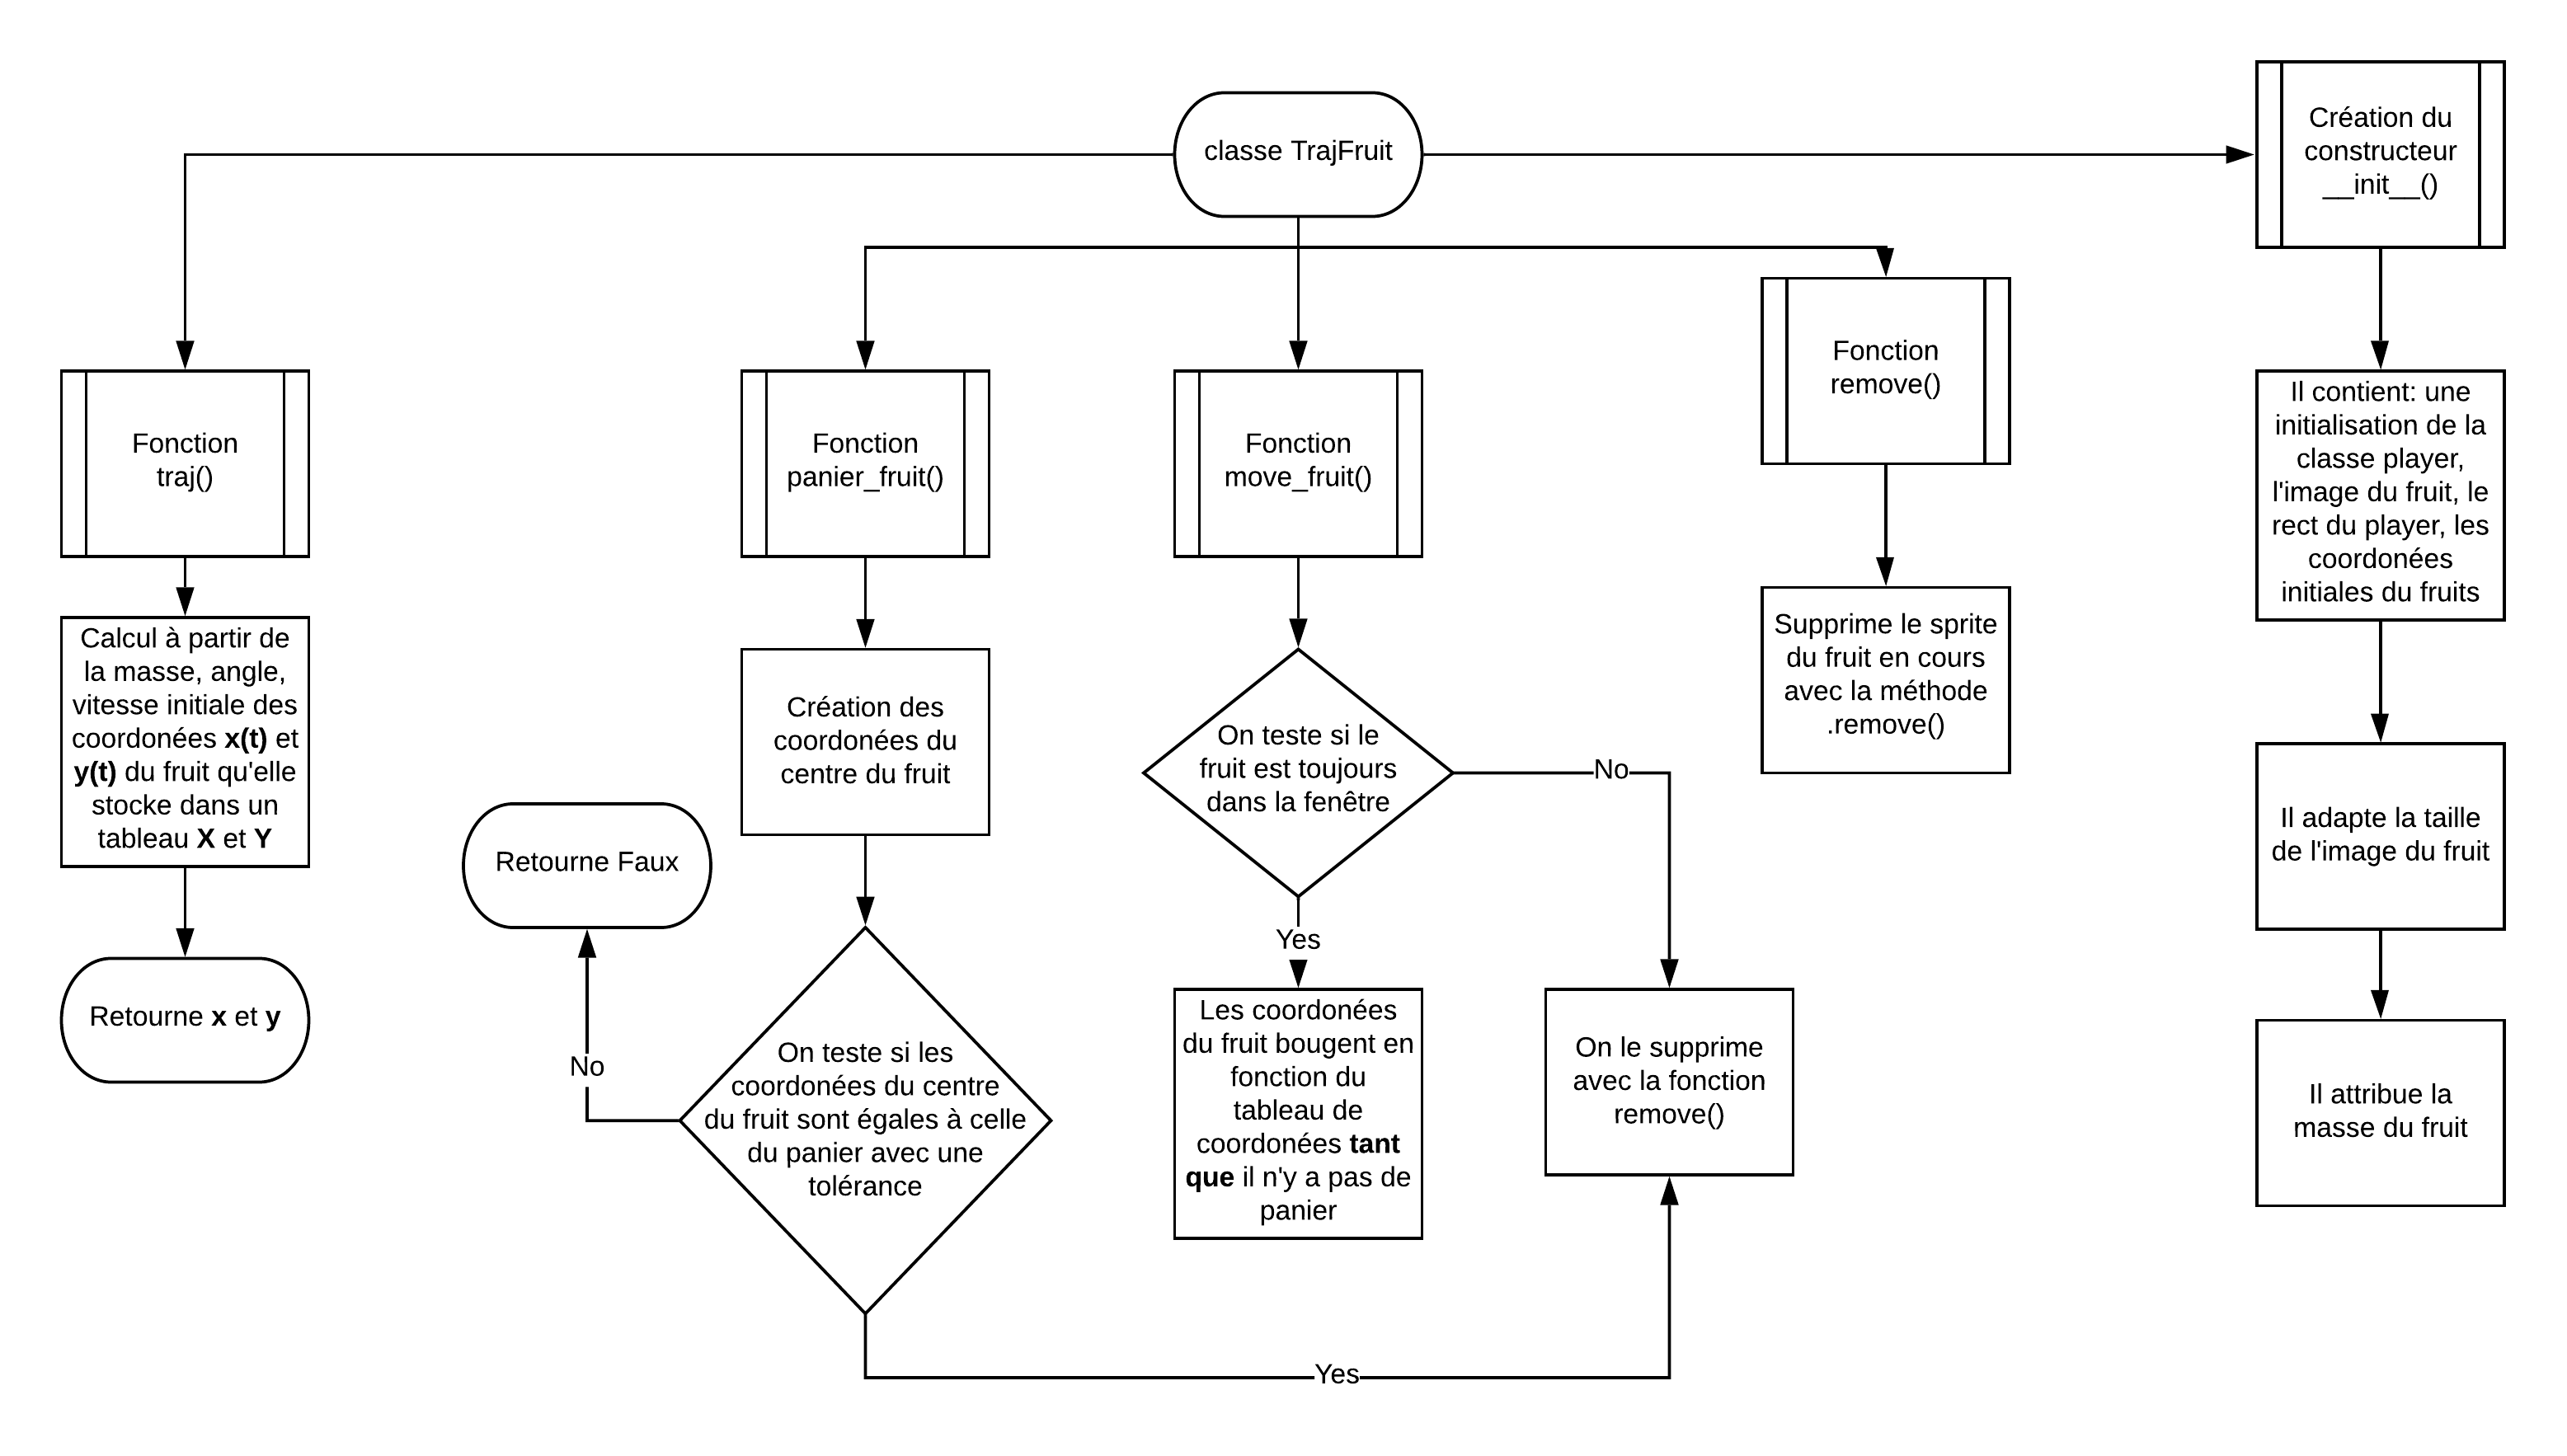 classe TrajFruit
Création du
constructeur
__init__()
Fonction
remove()
Fonction
traj()
Fonction
panier_fruit()
Fonction
move_fruit()
Il contient: une
initialisation de la
classe player,
l'image du fruit, le
rect du player, les
coordonées
initiales du fruits
Calcul à partir de
la masse, angle,
vitesse initiale des
coordonées x(t) et
y(t) du fruit qu'elle
stocke dans un
tableau X et Y
Création des
coordonées du
centre du fruit
On teste si le
fruit est toujours
dans la fenêtre
No
Supprime le sprite
du fruit en cours
avec la méthode
.remove()
Il adapte la taille
de l'image du fruit
Retourne Faux
Yes
Retourne x et y
No
On teste si les
coordonées du centre
du fruit sont égales à celle
du panier avec une
tolérance
Les coordonées
du fruit bougent en
fonction du
tableau de
coordonées tant
que il n'y a pas de
panier
On le supprime
avec la fonction
remove()
Il attribue la
masse du fruit
Yes